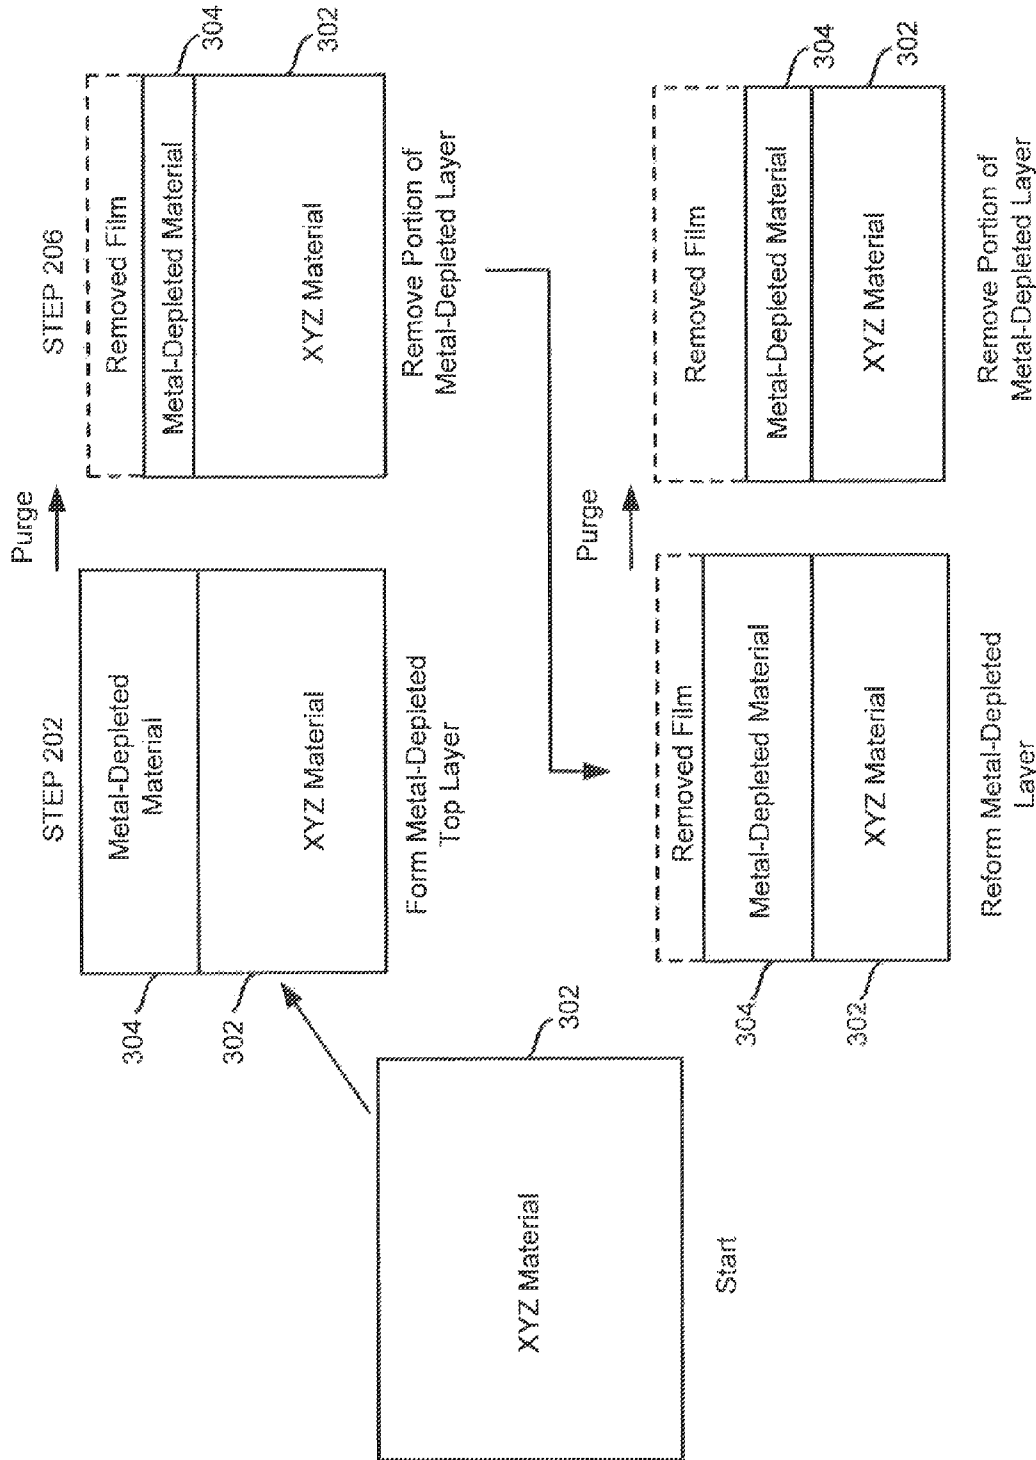 XYZ Material
302
Start
STEP 202
Metal-Depleted
Material
XYZ Material
304
302
Form Metal-Depleted
Top Layer
Purge
STEP 206
Removed Film
Metal-Depleted Material
XYZ Material
304
302
Remove Portion of
Metal-Depleted Layer
Removed Film
Metal-Depleted Material
XYZ Material
304
302
Reform Metal-Depleted
Layer
Purge
Removed Film
Metal-Depleted Material
XYZ Material
304
302
Remove Portion of
Metal-Depleted Layer